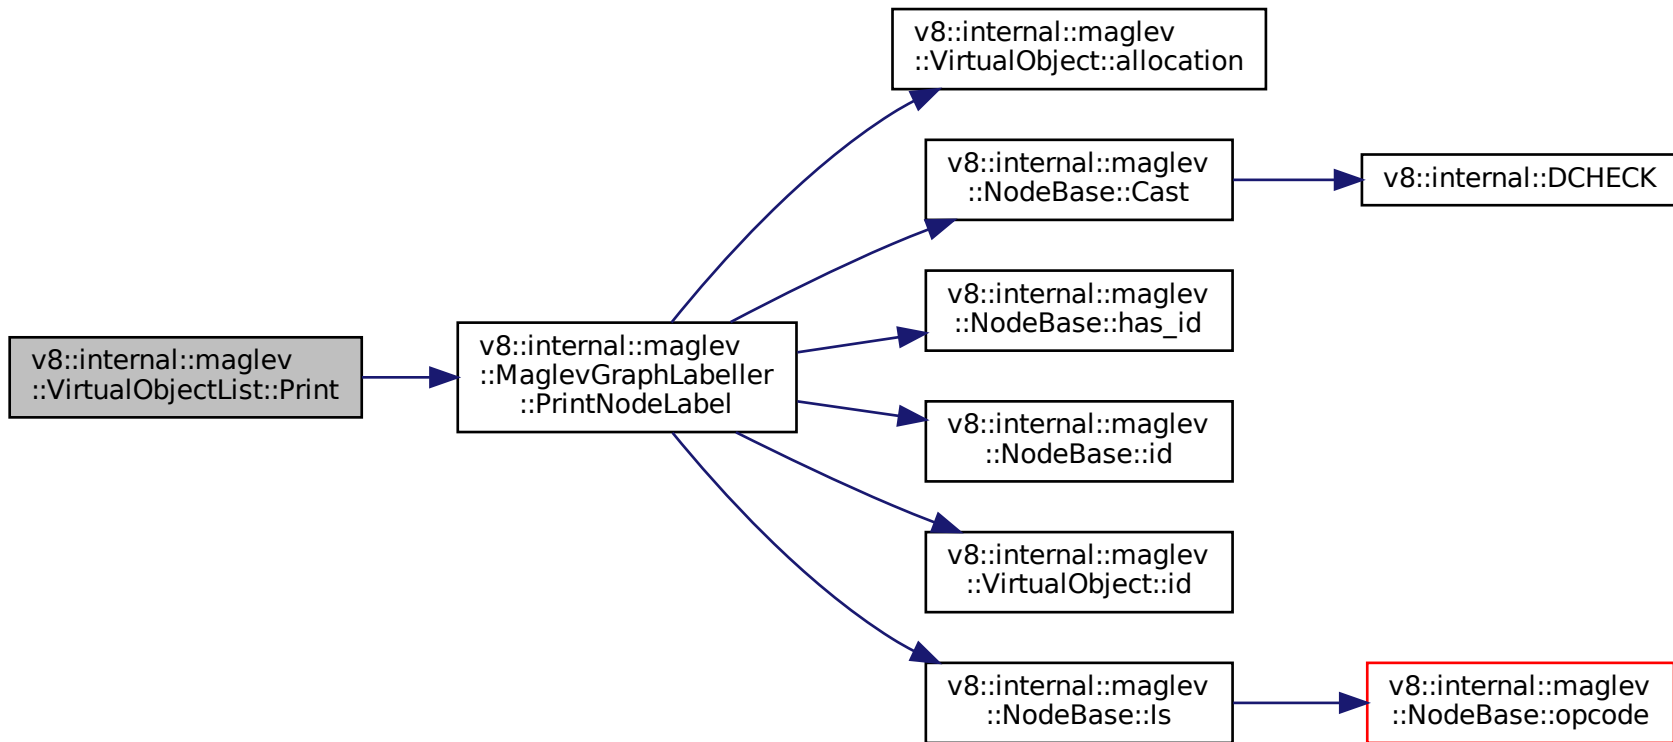 v8::internal::maglev
::VirtualObject::allocation
v8::internal::maglev
::NodeBase::Cast
v8::internal::DCHECK
v8::internal::maglev
::NodeBase::has_id
v8::internal::maglev
::VirtualObjectList::Print
v8::internal::maglev
::MaglevGraphLabeller
::PrintNodeLabel
v8::internal::maglev
::NodeBase::id
v8::internal::maglev
::VirtualObject::id
v8::internal::maglev
::NodeBase::Is
v8::internal::maglev
::NodeBase::opcode